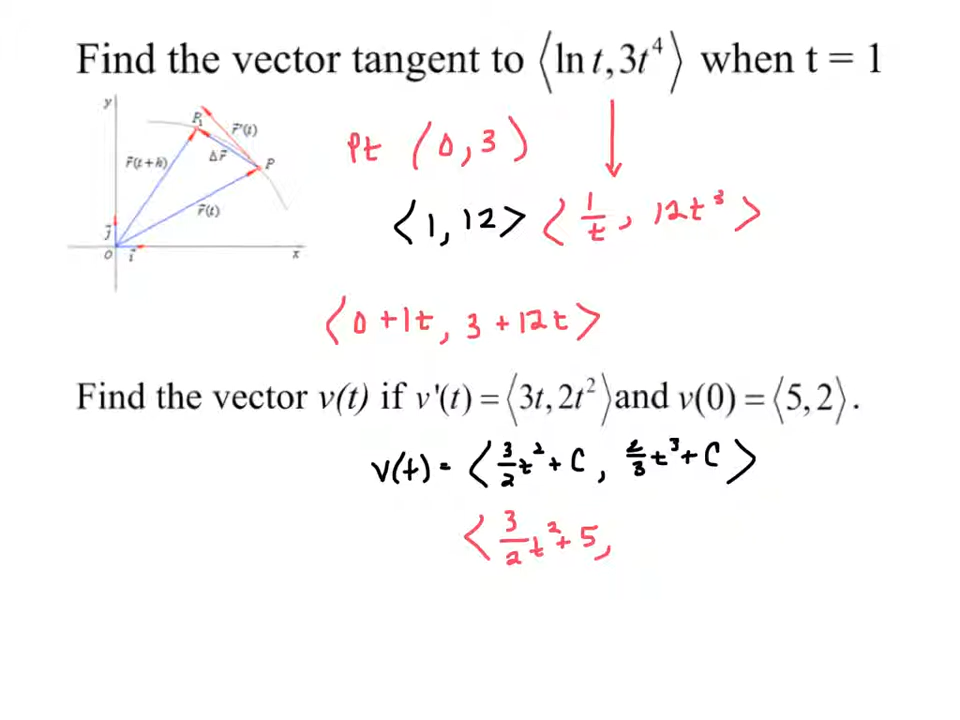 Find the vector tangent to ⟨ln t, 3t⁴⟩ when t = 1
y
P₁
r⃗'(t)
Pt (0, 3)
r⃗(t+h)
Δr⃗
P
r⃗(t)
⟨1, 12⟩ ⟨1/t, 12t³⟩
j⃗
O i⃗ x
⟨0 + 1t, 3 + 12t⟩
Find the vector v(t) if v'(t) = ⟨3t, 2t²⟩ and v(0) = ⟨5, 2⟩.
v(t) = ⟨3/2 t² + C, 2/3 t³ + C⟩
⟨3/2 t² + 5,